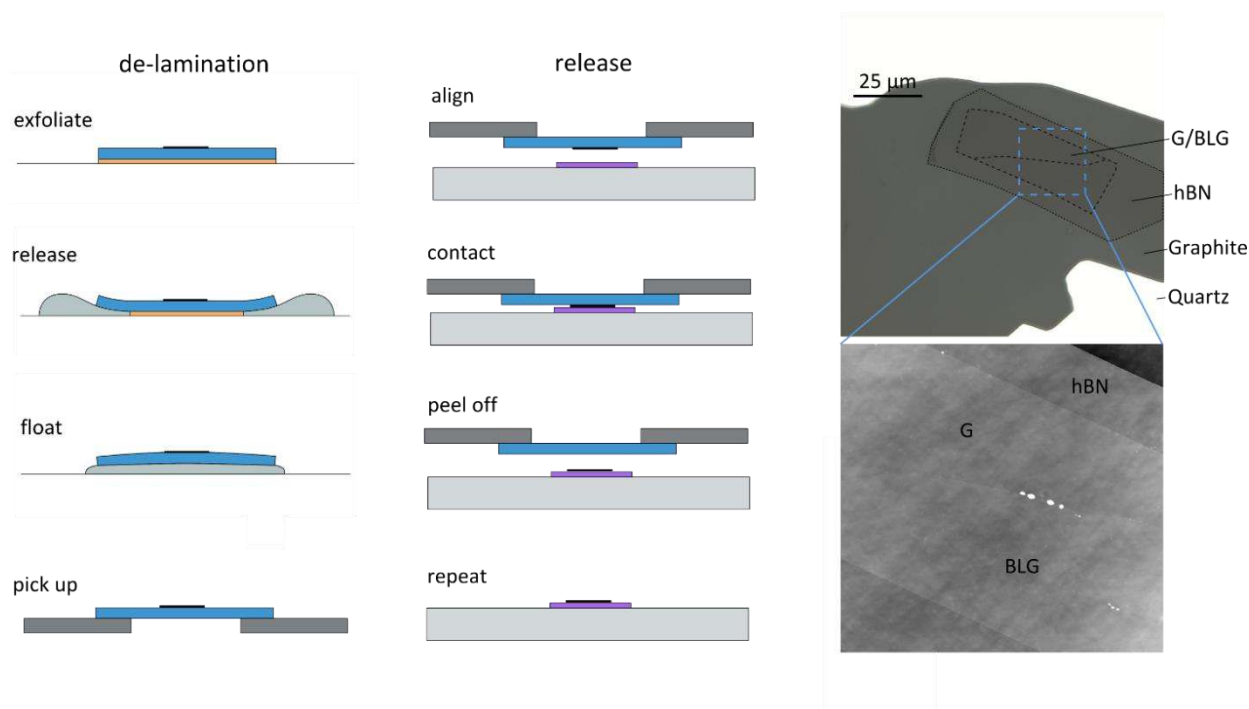 de-lamination
exfoliate
release
float
pick up
release
align
contact
peel off
repeat
25 µm
G/BLG
hBN
Graphite
Quartz
hBN
G
BLG